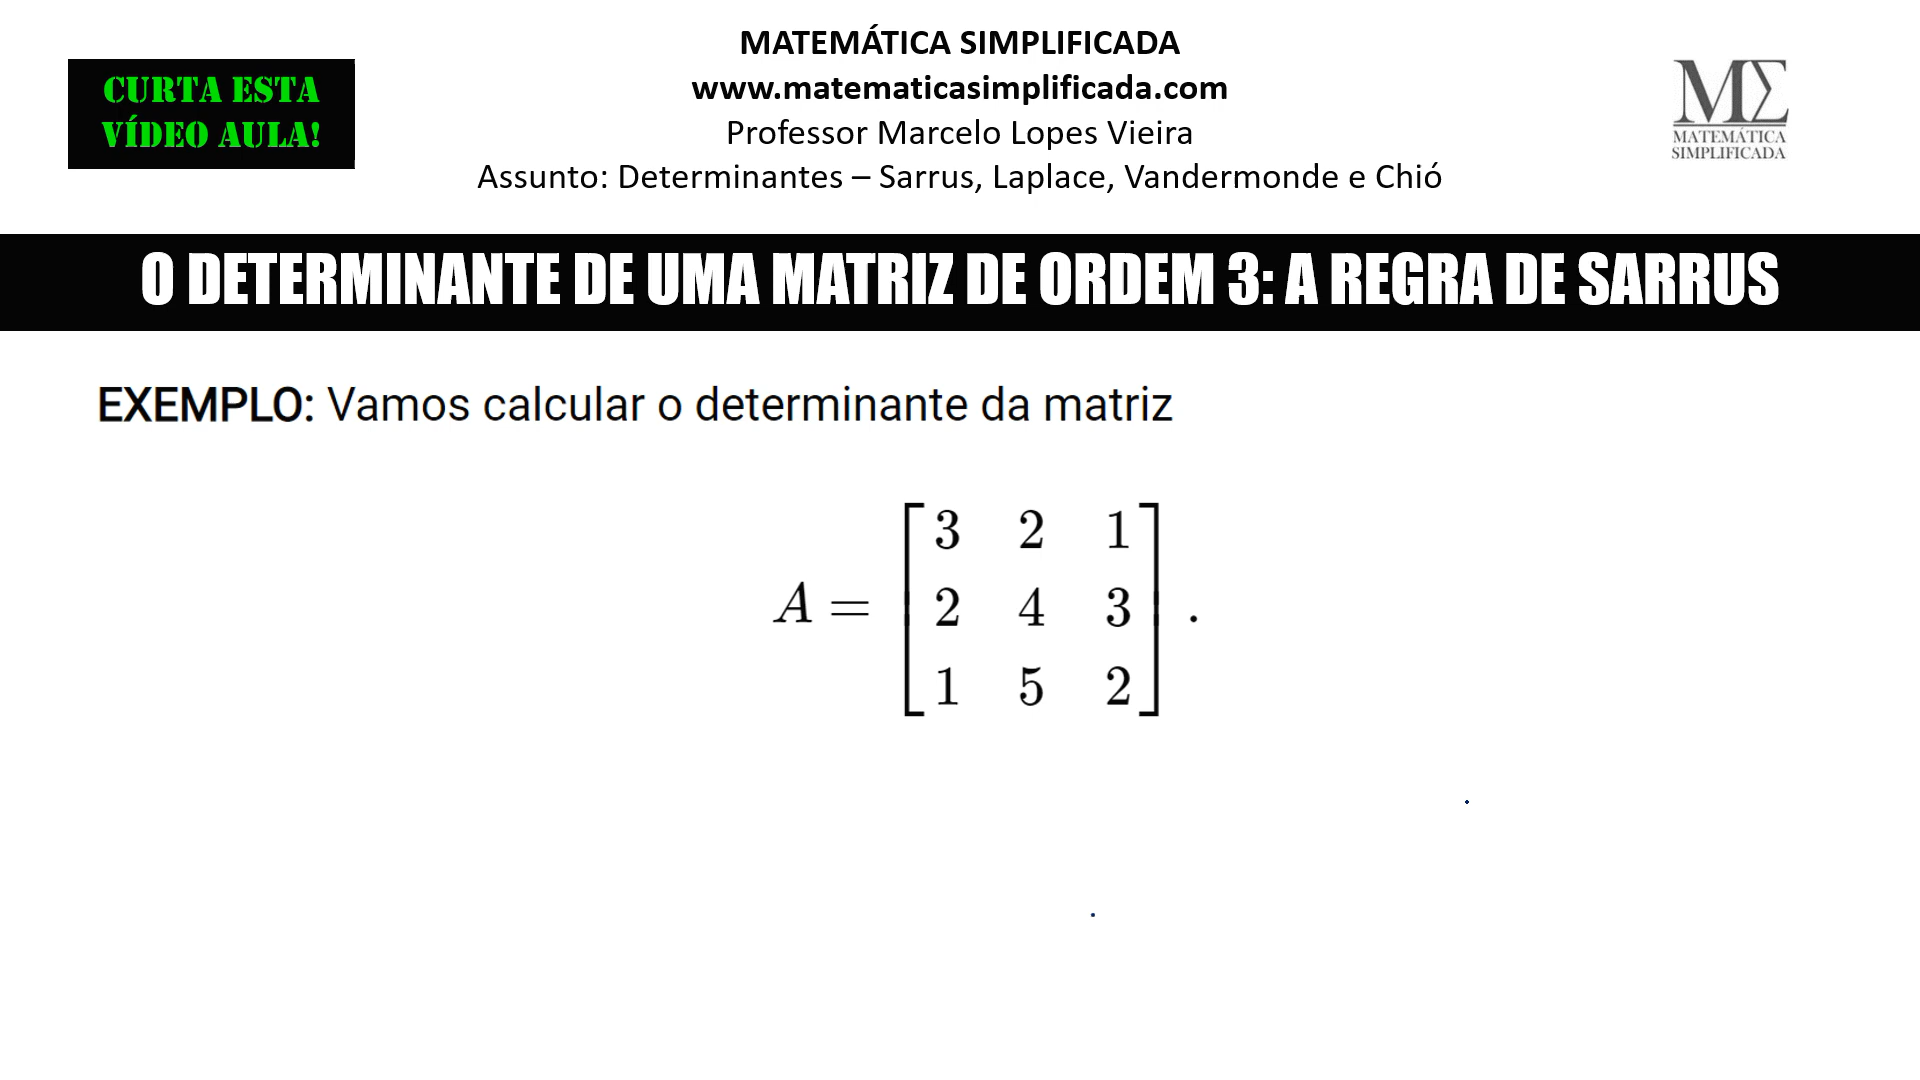 MATEMÁTICA SIMPLIFICADA
www.matematicasimplificada.com
Professor Marcelo Lopes Vieira
Assunto: Determinantes – Sarrus, Laplace, Vandermonde e Chió
CURTA ESTA
VÍDEO AULA!
MΣ
MATEMÁTICA
SIMPLIFICADA
O DETERMINANTE DE UMA MATRIZ DE ORDEM 3: A REGRA DE SARRUS
EXEMPLO: Vamos calcular o determinante da matriz
3 2 1
A = 2 4 3 .
1 5 2